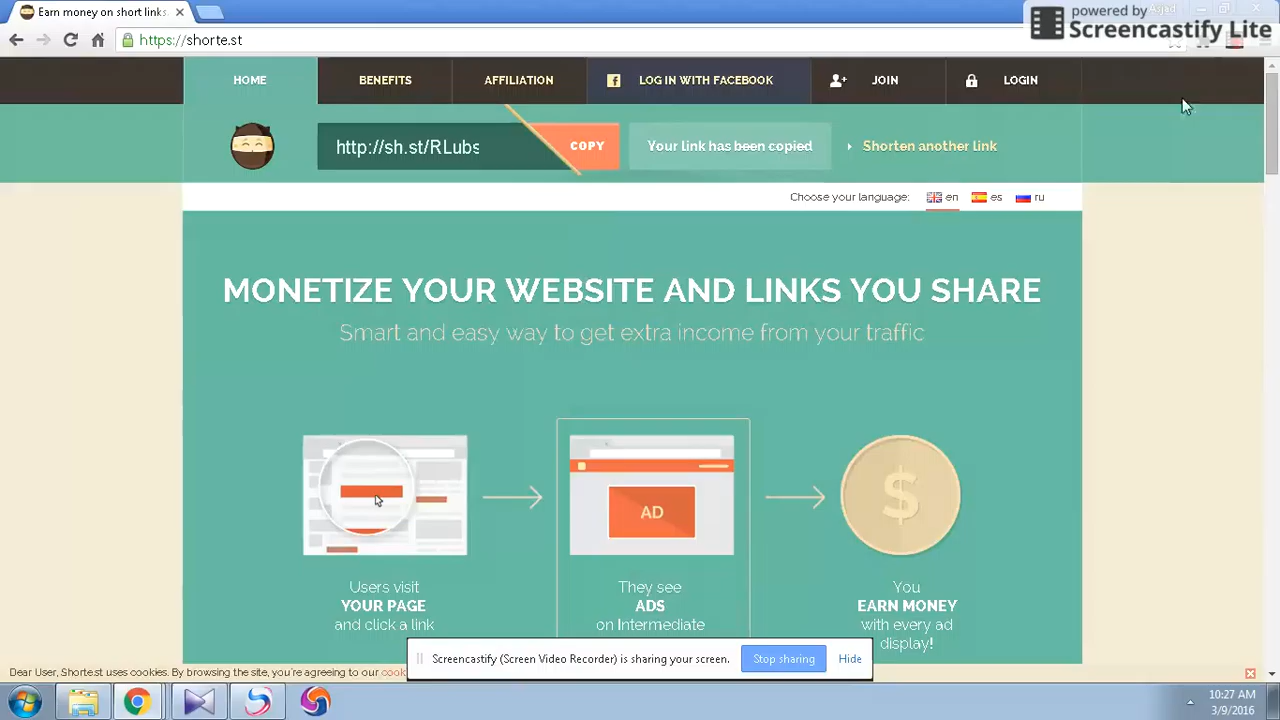 Earn money on short links.
Asjad
powered by
Screencastify Lite
https://shorte.st
HOME
BENEFITS
AFFILIATION
LOG IN WITH FACEBOOK
JOIN
LOGIN
http://sh.st/RLubs
COPY
Your link has been copied
Shorten another link
Choose your language:
en
es
ru
MONETIZE YOUR WEBSITE AND LINKS YOU SHARE
Smart and easy way to get extra income from your traffic
AD
$
Users visit
YOUR PAGE
and click a link
They see
ADS
on Intermediate
You
EARN MONEY
with every ad
display!
Screencastify (Screen Video Recorder) is sharing your screen.
Stop sharing
Hide
Dear User, Shorte.st uses cookies. By browsing the site, you're agreeing to our cook
10:27 AM
3/9/2016